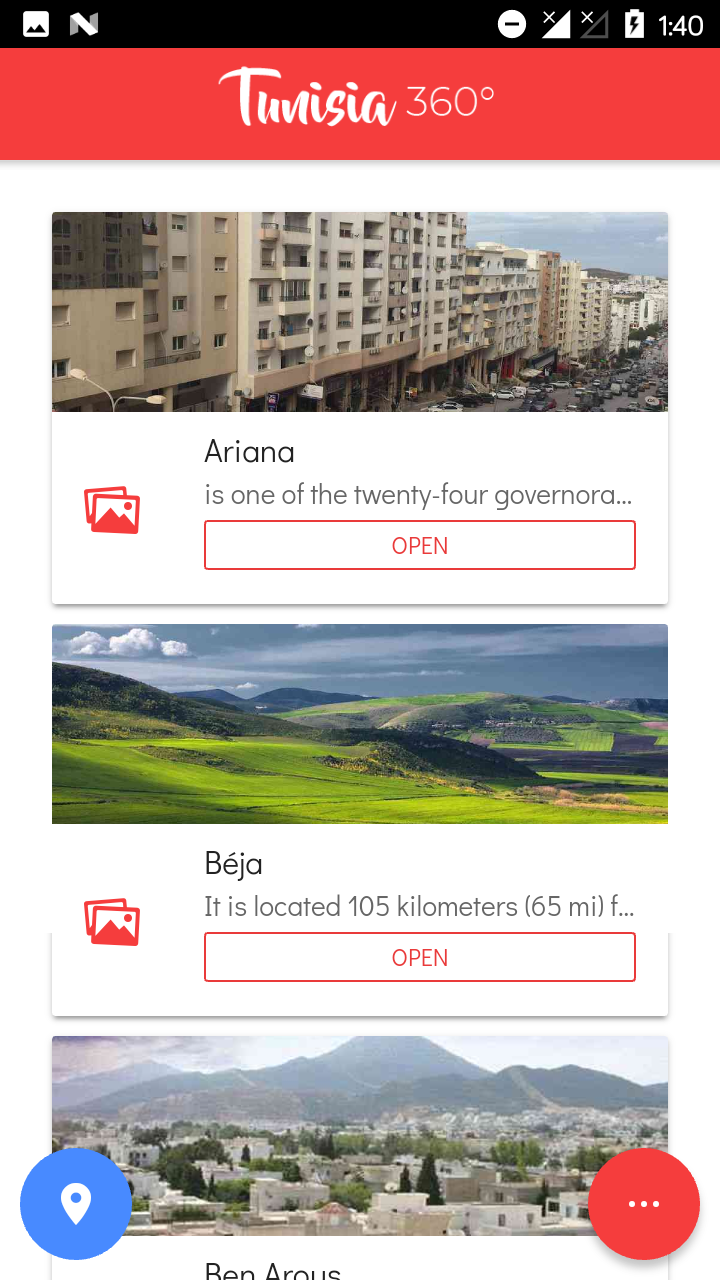 1:40
Tunisia 360°
Ariana
is one of the twenty-four governora...
OPEN
Béja
It is located 105 kilometers (65 mi) f...
OPEN
Ben Arous